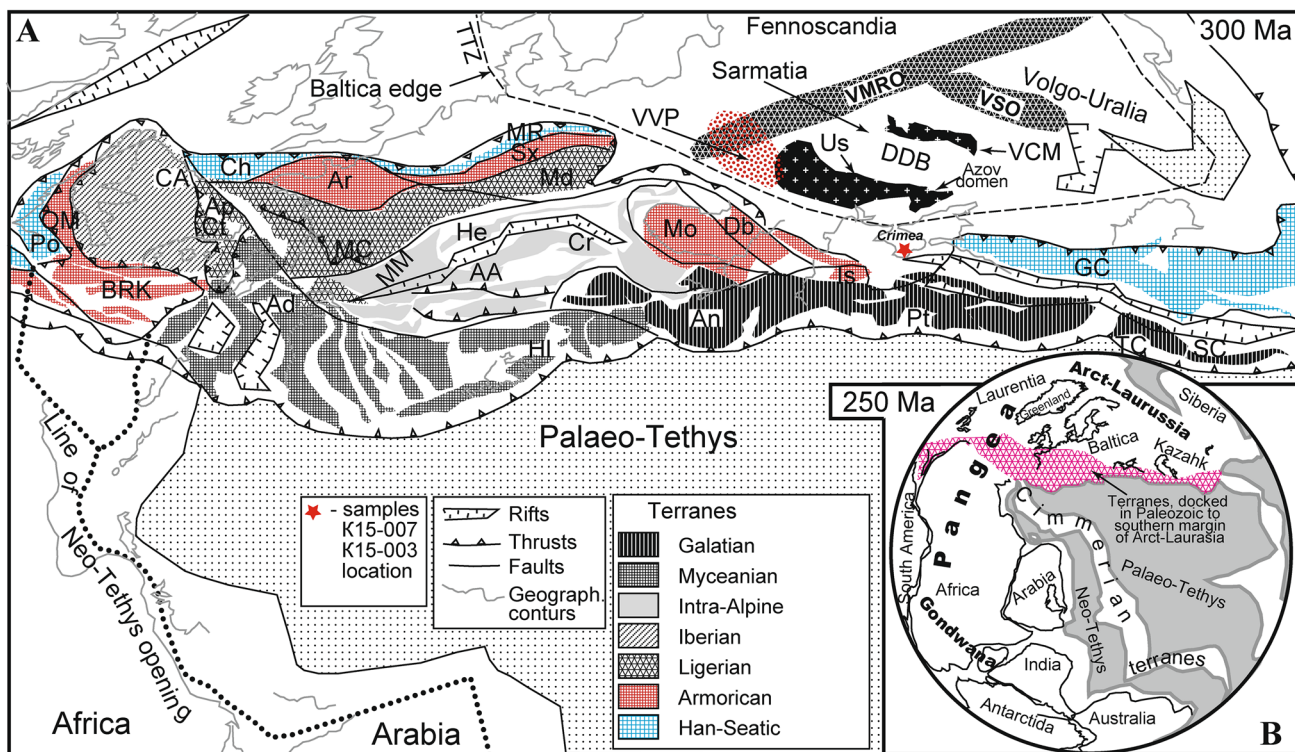 A
300 Ma
Fennoscandia
TTZ
Baltica edge
Sarmatia
Volgo-Uralia
VMRO
VSO
VVP
Us
DDB
VCM
Azov
domen
MR
Sx
Ch
Ar
Md
CA
OM
Po
Ap
Ct
MC
He
Cr
MM
AA
Mo
Db
Is
Crimea
GC
BRK
Ad
Hl
An
Pt
TC
SC
Palaeo-Tethys
Line of
Neo-Tethys opening
Africa
Arabia
- samples
K15-007
K15-003
location
Rifts
Thrusts
Faults
Geograph.
conturs
Terranes
Galatian
Myceanian
Intra-Alpine
Iberian
Ligerian
Armorican
Han-Seatic
250 Ma
Arct-Laurussia
Laurentia
Greenland
Siberia
Baltica
Kazakh
Pangea
Terranes, docked
in Paleozoic to
southern margin
of Arct-Laurasia
Cimmerian
terranes
South America
Africa
Arabia
Palaeo-Tethys
Neo-Tethys
Gondwana
India
Antarctida
Australia
B